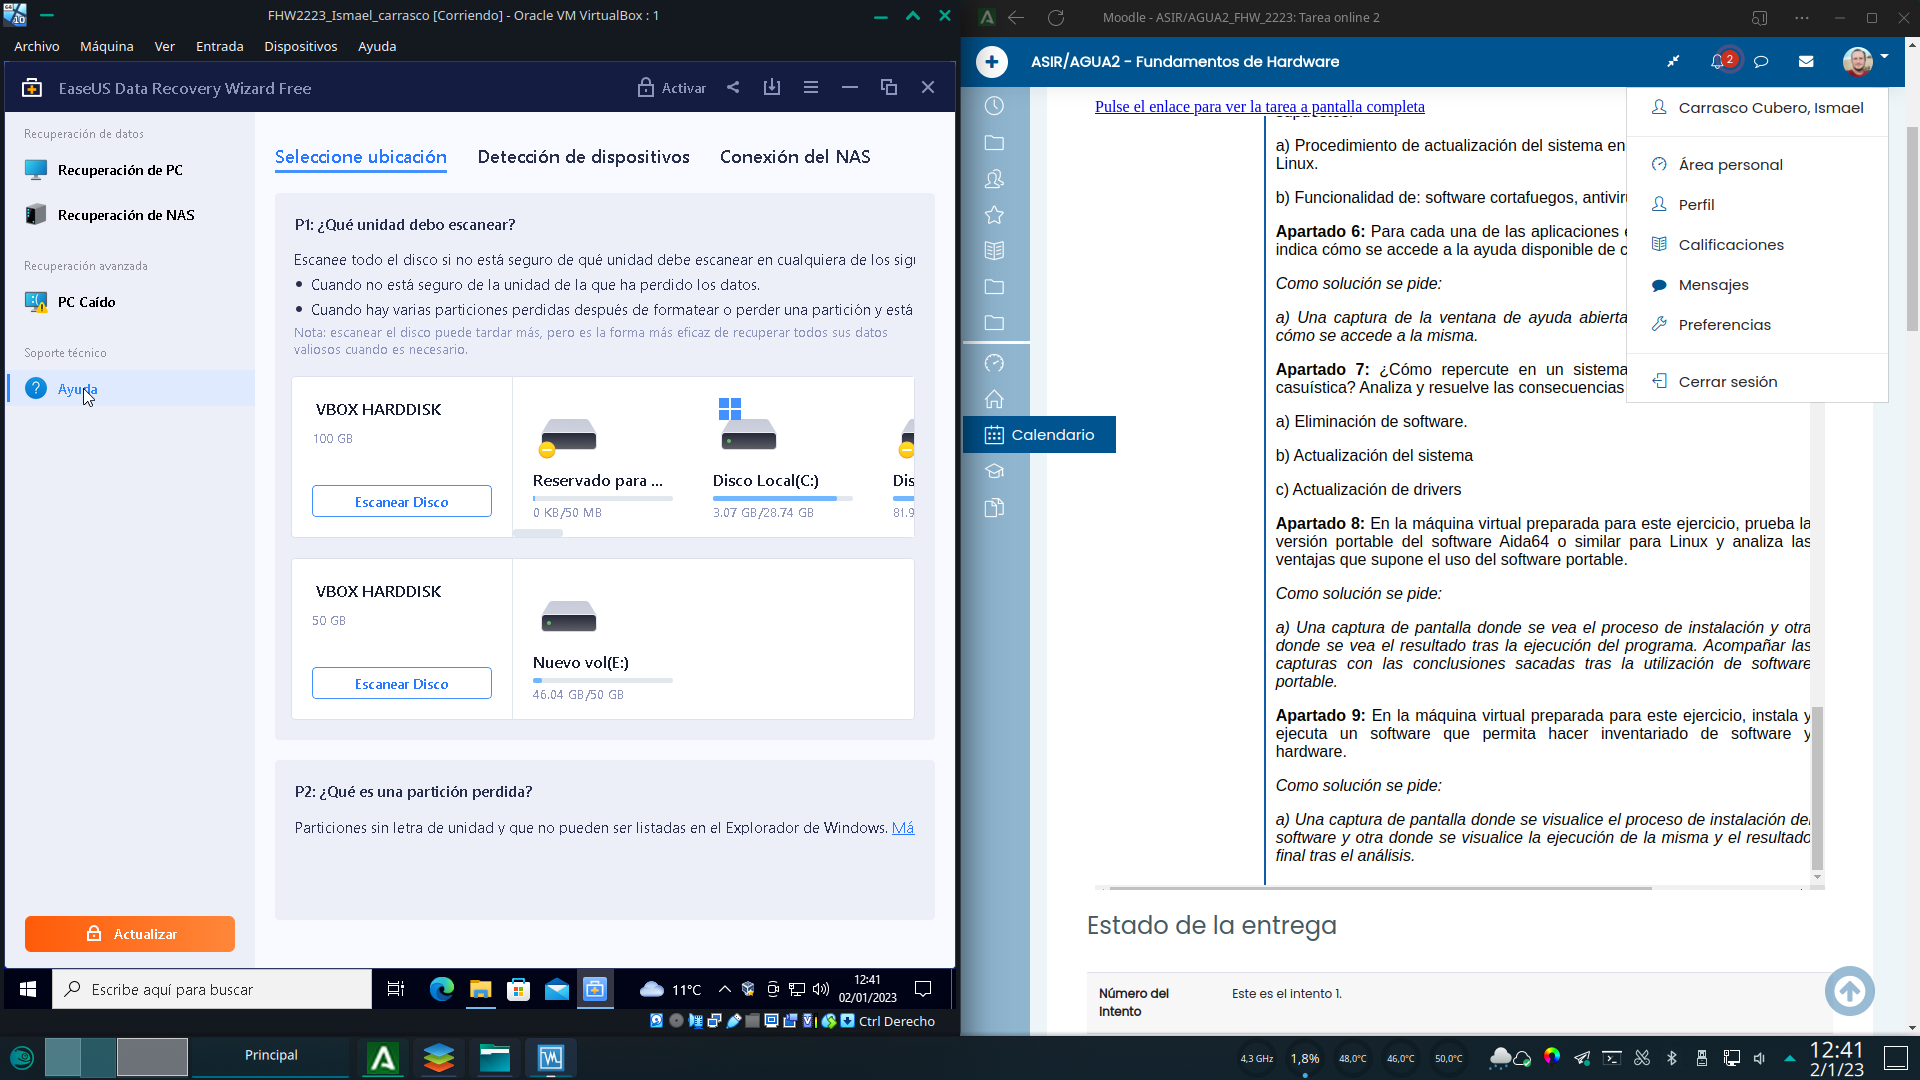 FHW2223_Ismael_carrasco [Corriendo] - Oracle VM VirtualBox : 1
Archivo Máquina Ver Entrada Dispositivos Ayuda
EaseUS Data Recovery Wizard Free
Activar
Recuperación de datos
Recuperación de PC
Recuperación de NAS
Recuperación avanzada
PC Caído
Soporte técnico
Ayuda
Actualizar
Seleccione ubicación Detección de dispositivos Conexión del NAS
P1: ¿Qué unidad debo escanear?
Escanee todo el disco si no está seguro de qué unidad debe escanear en cualquiera de los
• Cuando no está seguro de la unidad de la que ha perdido los datos.
• Cuando hay varias particiones perdidas después de formatear o perder una partición y está
Nota: escanear el disco puede tardar más, pero es la forma más eficaz de recuperar todos sus datos
valiosos cuando es necesario.
VBOX HARDDISK
100 GB
Escanear Disco
Reservado para ...
0 KB/50 MB
Disco Local(C:)
3.07 GB/28.74 GB
Dis
81.9
VBOX HARDDISK
50 GB
Escanear Disco
Nuevo vol(E:)
46.04 GB/50 GB
P2: ¿Qué es una partición perdida?
Particiones sin letra de unidad y que no pueden ser listadas en el Explorador de Windows. Má
Escribe aquí para buscar
11°C
12:41
02/01/2023
Ctrl Derecho
Moodle - ASIR/AGUA2_FHW_2223: Tarea online 2
ASIR/AGUA2 - Fundamentos de Hardware
2
Pulse el enlace para ver la tarea a pantalla completa
Carrasco Cubero, Ismael
Área personal
Perfil
Calificaciones
Mensajes
Preferencias
Cerrar sesión
Calendario
supuestos:
a) Procedimiento de actualización del sistema en
Linux.
b) Funcionalidad de: software cortafuegos,
Apartado 6: Para cada una de las aplicaciones
indica cómo se accede a la ayuda disponible de
Como solución se pide:
a) Una captura de la ventana de ayuda abierta
cómo se accede a la misma.
Apartado 7: ¿Cómo repercute en un sistema
casuística? Analiza y resuelve las consecuencias
a) Eliminación de software.
b) Actualización del sistema
c) Actualización de drivers
Apartado 8: En la máquina virtual preparada para este ejercicio, prueba la
versión portable del software Aida64 o similar para Linux y analiza las
ventajas que supone el uso del software portable.
Como solución se pide:
a) Una captura de pantalla donde se vea el proceso de instalación y otra
donde se vea el resultado tras la ejecución del programa. Acompañar las
capturas con las conclusiones sacadas tras la utilización de software
portable.
Apartado 9: En la máquina virtual preparada para este ejercicio, instala y
ejecuta un software que permita hacer inventariado de software y
hardware.
Como solución se pide:
a) Una captura de pantalla donde se visualice el proceso de instalación del
software y otra donde se visualice la ejecución de la misma y el resultado
final tras el análisis.
Estado de la entrega
Número del
Intento
Este es el intento 1.
Principal
4,3 GHz
1,8%
48,0°C
46,0°C
50,0°C
12:41
2/1/23